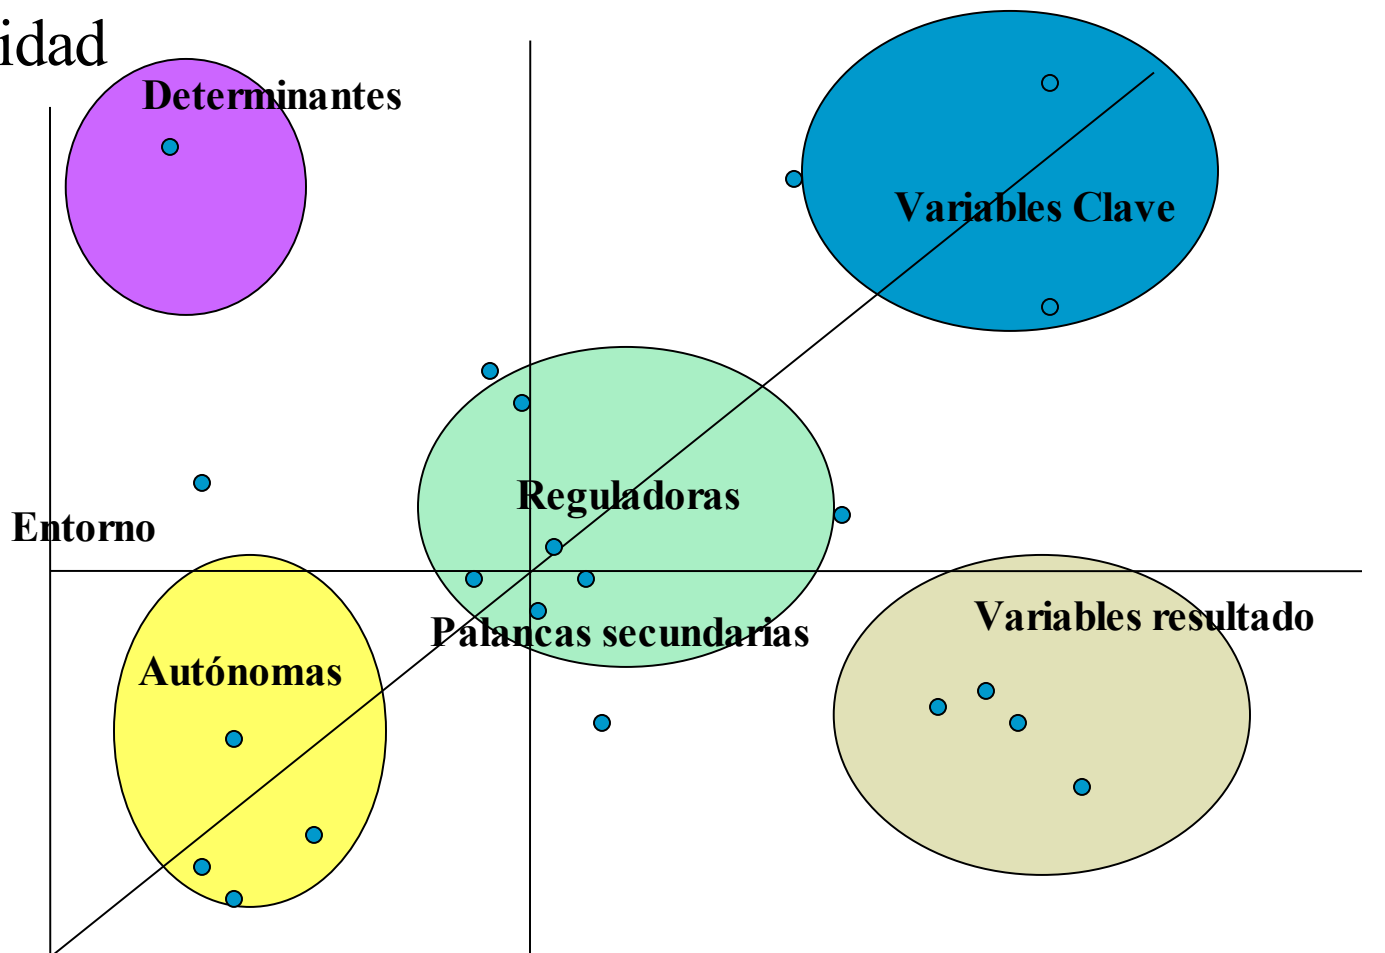 idad
Determinantes
Variables Clave
Reguladoras
Entorno
Variables resultado
Palancas secundarias
Autónomas